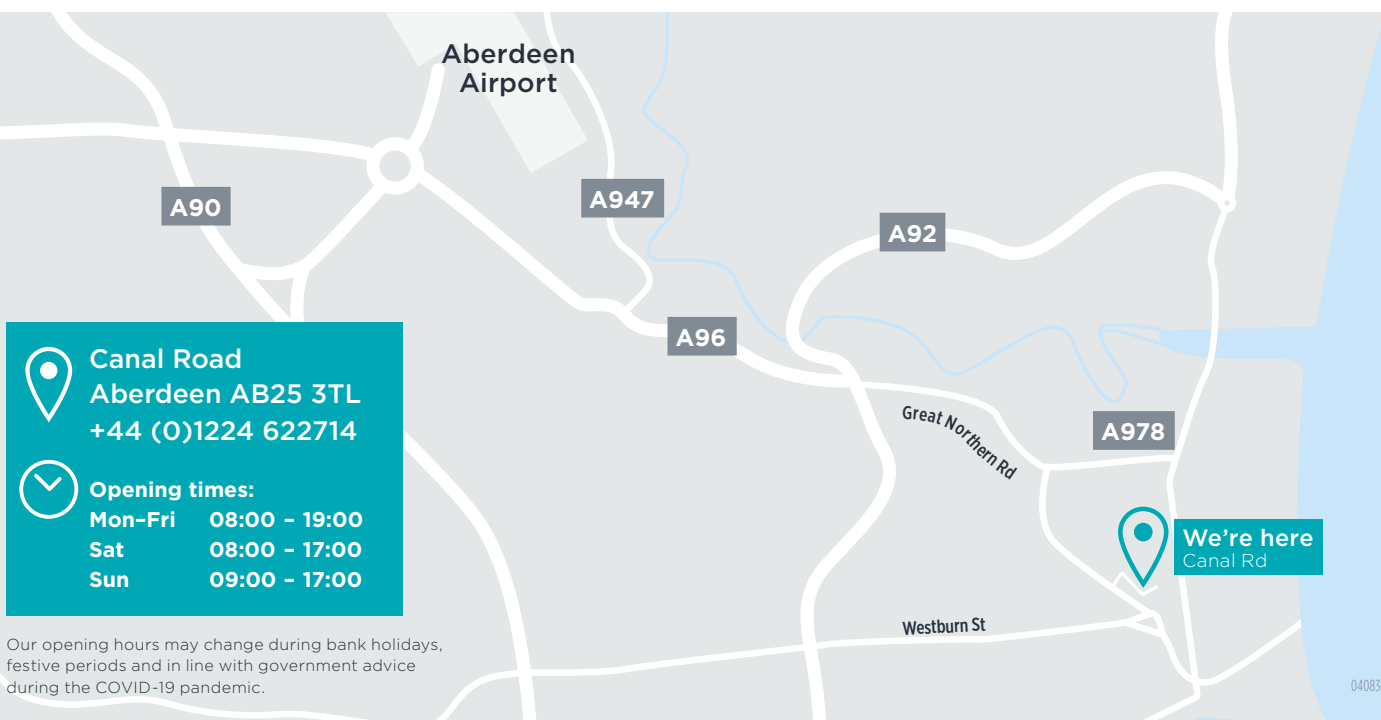 Aberdeen
Airport
A90
A947
A92
A96
Great Northern Rd
A978
We’re here
Canal Rd
Westburn St
Canal Road
Aberdeen AB25 3TL
+44 (0)1224 622714
Opening times:
Mon–Fri 08:00 – 19:00
Sat 08:00 – 17:00
Sun 09:00 – 17:00
Our opening hours may change during bank holidays,
festive periods and in line with government advice
during the COVID-19 pandemic.
04083